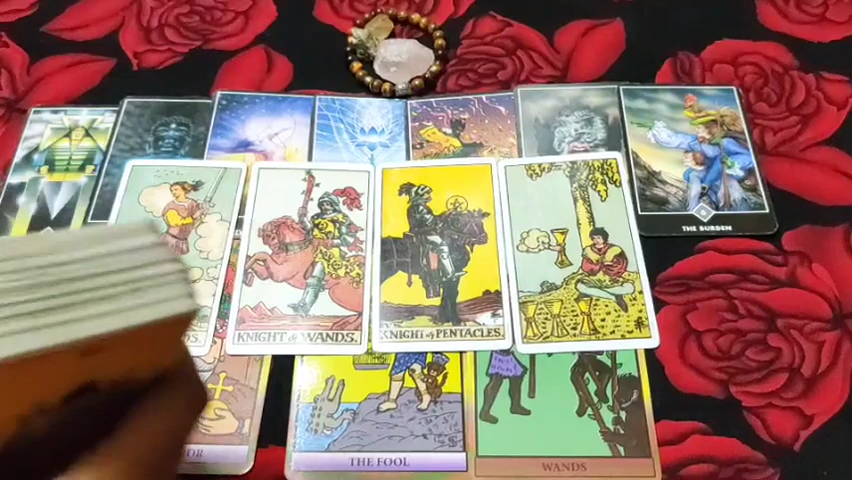 THE BURDEN
KNIGHT of WANDS.
KNIGHT of PENTACLES.
THE FOOL
WANDS